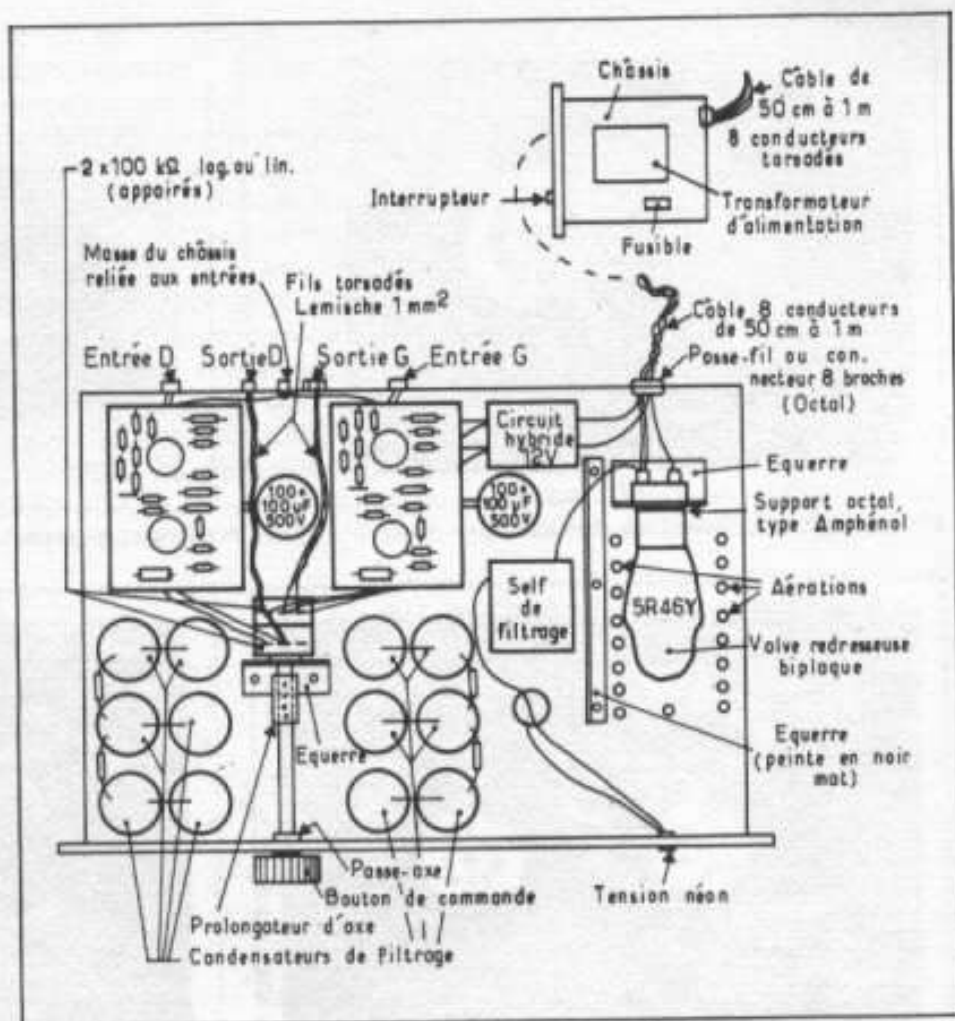 Châssis
Câble de
50 cm à 1 m
8 conducteurs
torsadés
2 x 100 kΩ log. ou lin.
(appairés)
Interrupteur
Transformateur
d'alimentation
Fusible
Masse du châssis
reliée aux entrées
Fils torsadés
Lemische 1 mm²
Câble 8 conducteurs
de 50 cm à 1 m
Entrée D
Sortie D
Sortie G
Entrée G
Passe-fil ou con.
necteur 8 broches
(Octal)
Circuit
hybride
12V
Equerre
100+
100 µF
500V
100+
100 µF
500V
Support octal,
type Amphénol
Self
de
filtrage
5R46Y
Aérations
Valve redresseuse
biplaque
Equerre
Equerre
(peinte en noir
mat)
Passe-axe
Bouton de commande
Tension néon
Prolongateur d'axe
Condensateurs de filtrage